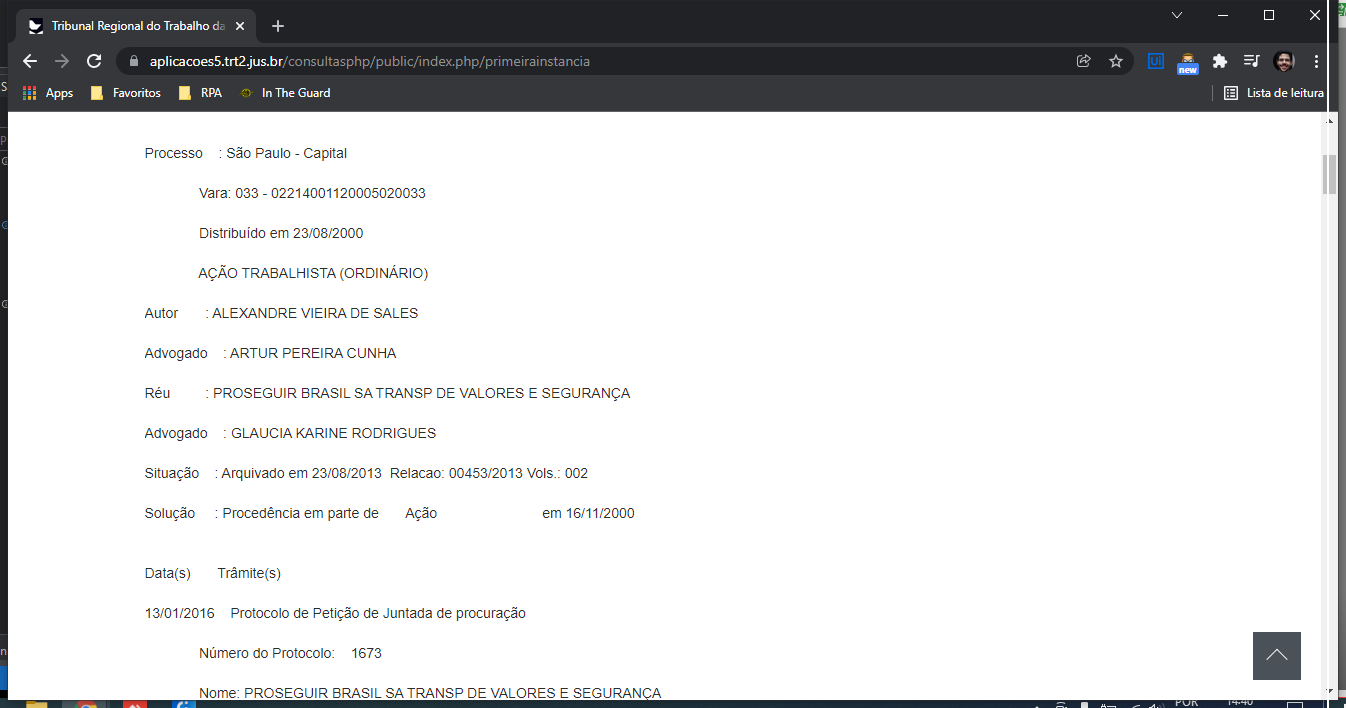 Tribunal Regional do Trabalho da
aplicacoes5.trt2.jus.br/consultasphp/public/index.php/primeirainstancia
new
Apps Favoritos RPA In The Guard Lista de leitura
Processo : São Paulo - Capital
Vara: 033 - 02214001120005020033
Distribuído em 23/08/2000
AÇÃO TRABALHISTA (ORDINÁRIO)
Autor : ALEXANDRE VIEIRA DE SALES
Advogado : ARTUR PEREIRA CUNHA
Réu : PROSEGUIR BRASIL SA TRANSP DE VALORES E SEGURANÇA
Advogado : GLAUCIA KARINE RODRIGUES
Situação : Arquivado em 23/08/2013 Relacao: 00453/2013 Vols.: 002
Solução : Procedência em parte de Ação em 16/11/2000
Data(s) Trâmite(s)
13/01/2016 Protocolo de Petição de Juntada de procuração
Número do Protocolo: 1673
Nome: PROSEGUIR BRASIL SA TRANSP DE VALORES E SEGURANÇA
POR 14:40